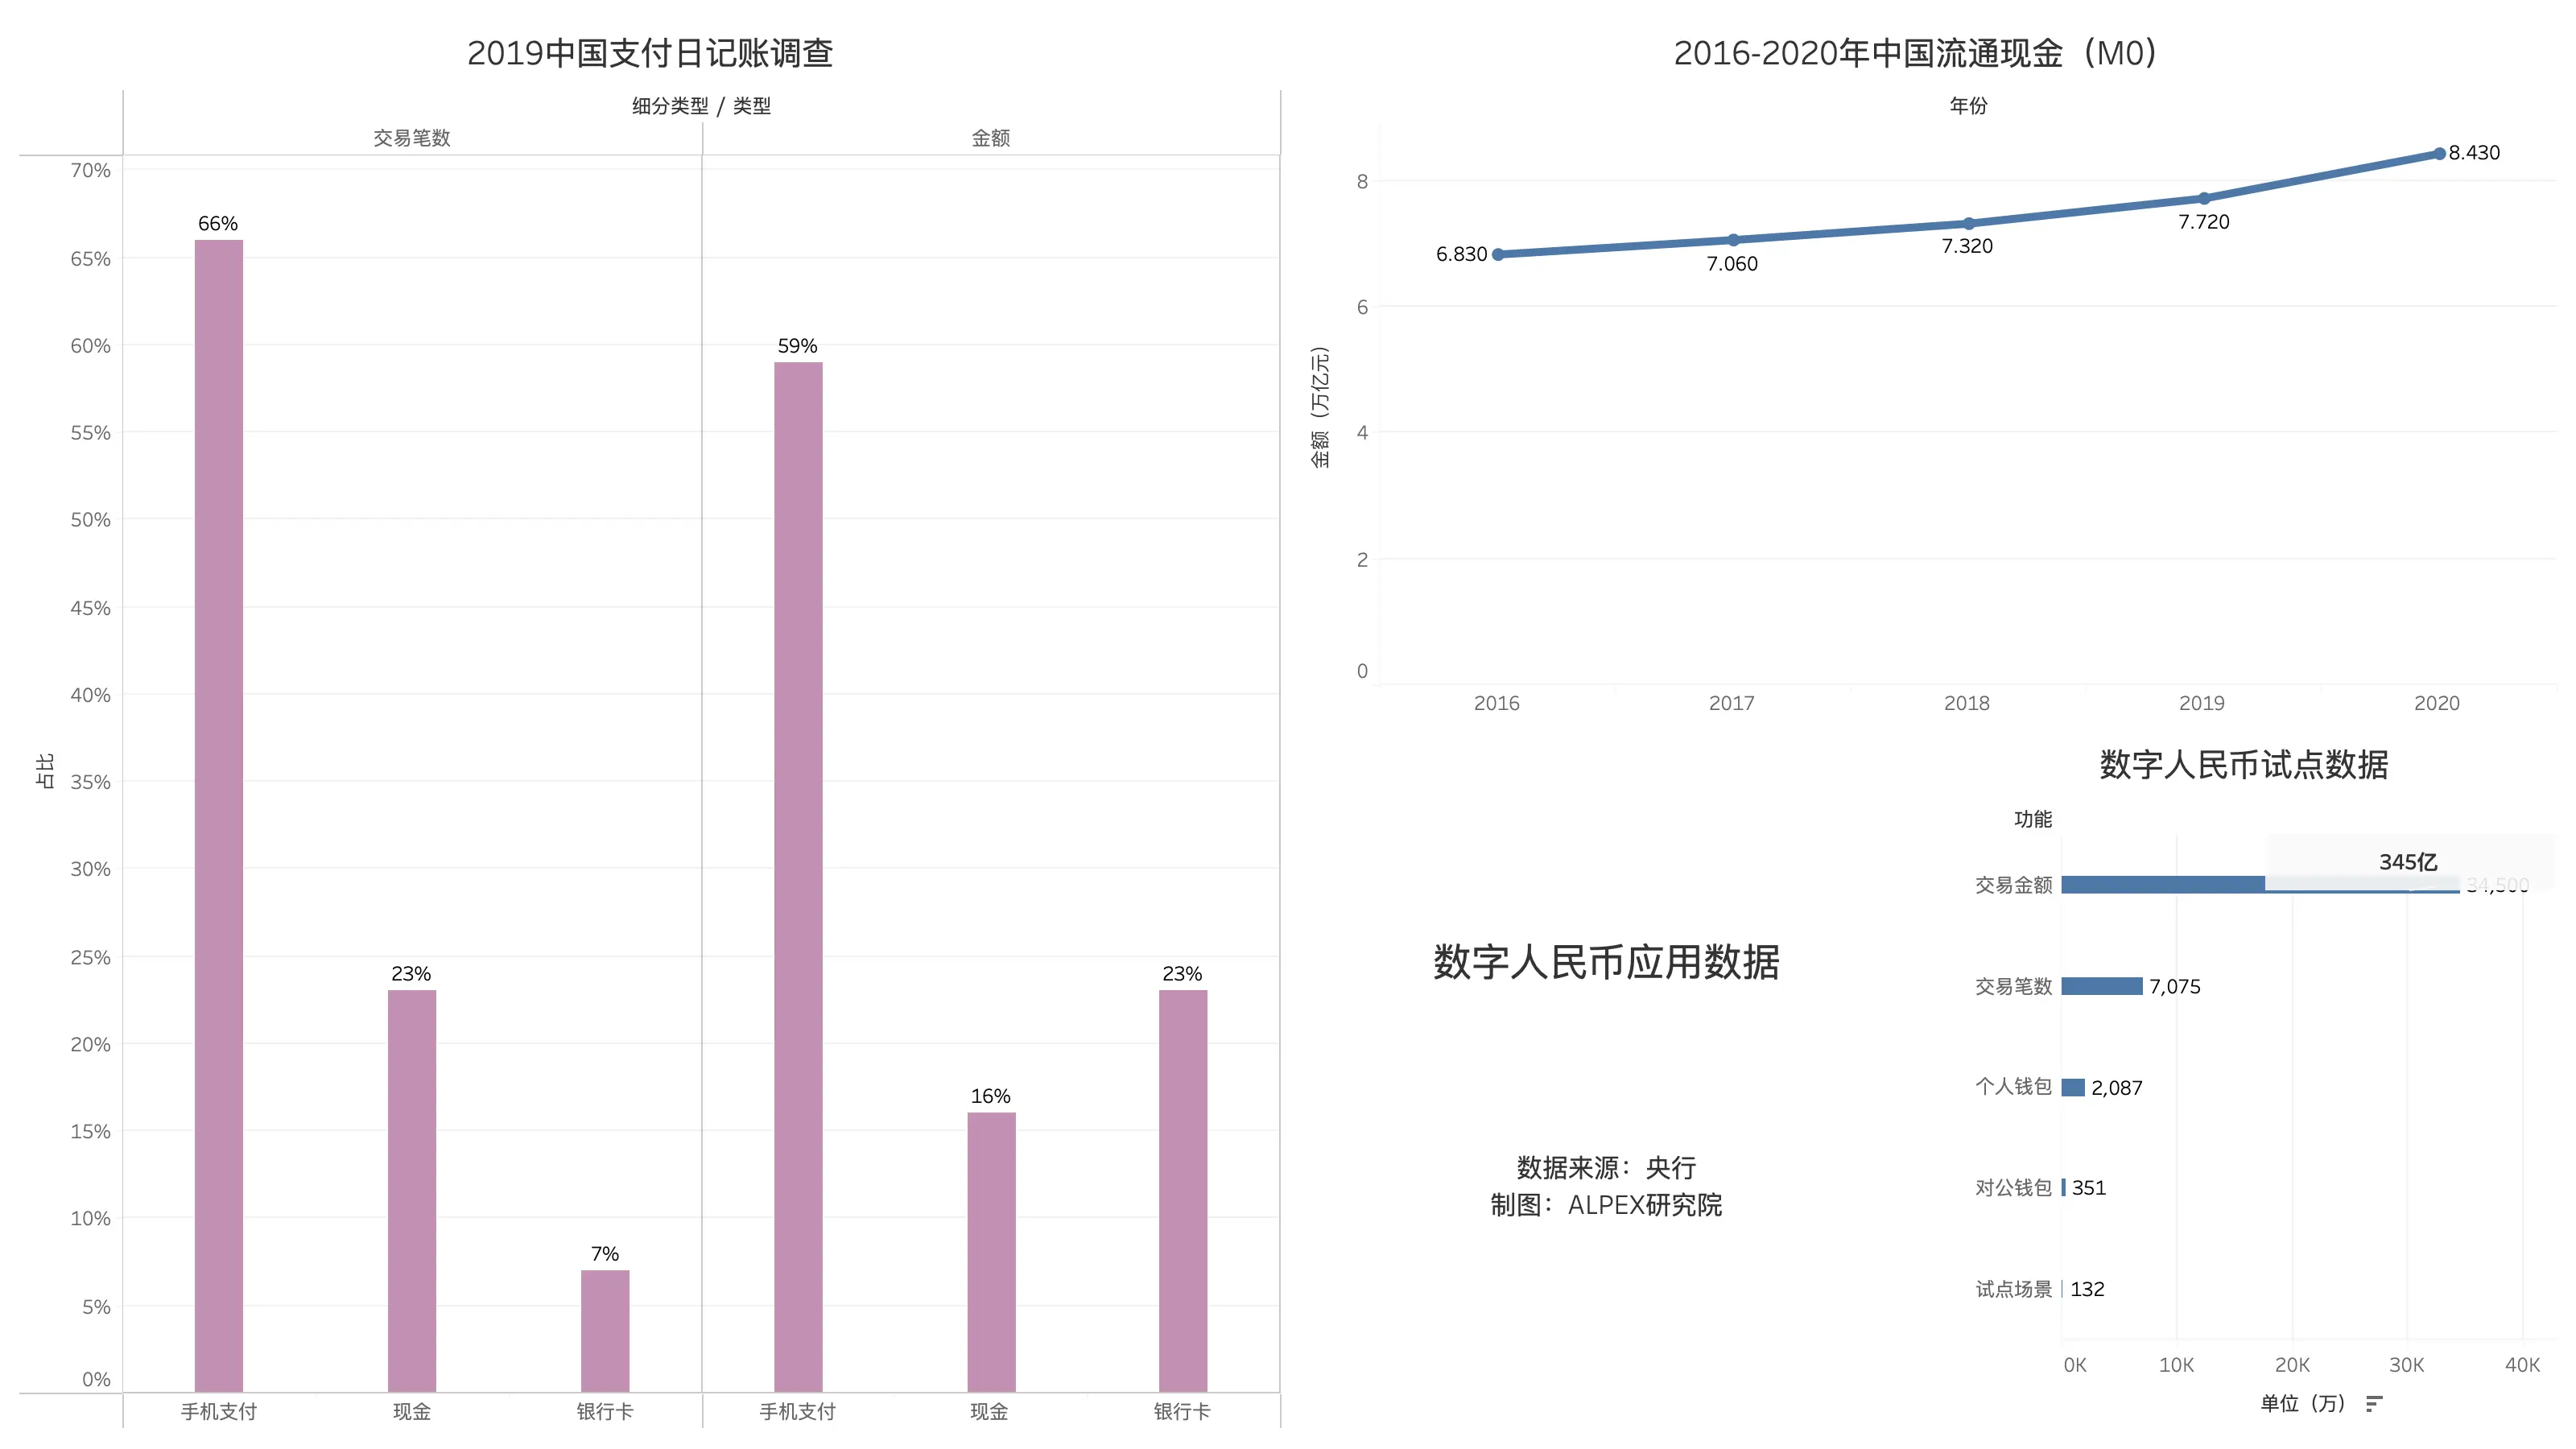 2019中国支付日记账调查
细分类型 / 类型
交易笔数
金额
占比
70%
65%
60%
55%
50%
45%
40%
35%
30%
25%
20%
15%
10%
5%
0%
66%
23%
7%
59%
16%
23%
手机支付
现金
银行卡
手机支付
现金
银行卡
2016-2020年中国流通现金（M0）
年份
金额（万亿元）
8
6
4
2
0
6.830
7.060
7.320
7.720
8.430
2016
2017
2018
2019
2020
数字人民币应用数据
数据来源：央行
制图：ALPEX研究院
数字人民币试点数据
功能
345亿
交易金额
34,500
交易笔数
7,075
个人钱包
2,087
对公钱包
351
试点场景
132
0K
10K
20K
30K
40K
单位（万）